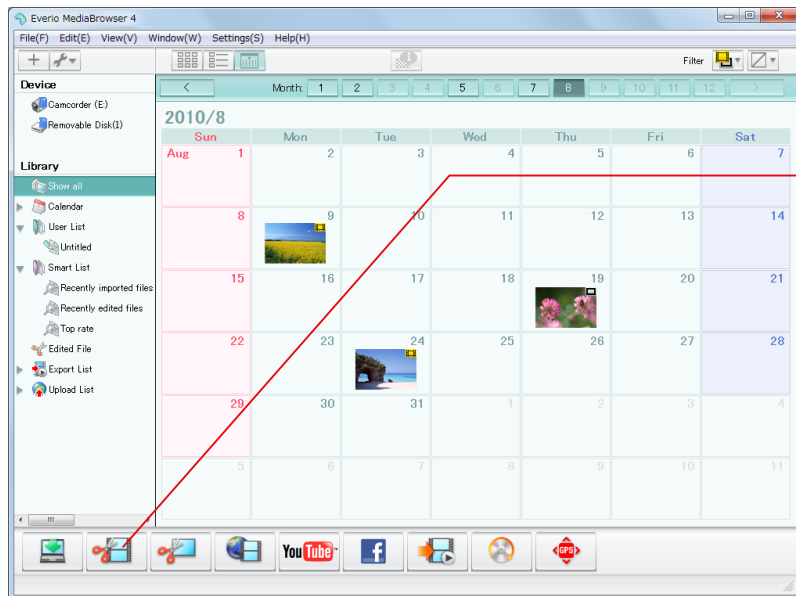 Everio MediaBrowser 4
File(F) Edit(E) View(V) Window(W) Settings(S) Help(H)
Filter
Device
Camcorder (E:)
Removable Disk(I)
Library
Show all
Calendar
User List
Untitled
Smart List
Recently imported files
Recently edited files
Top rate
Edited File
Export List
Upload List
< Month: 1 2 3 4 5 6 7 8 9 10 11 12 >
2010/8
Sun Mon Tue Wed Thu Fri Sat
Aug 1 2 3 4 5 6 7
8 9 10 11 12 13 14
15 16 17 18 19 20 21
22 23 24 25 26 27 28
29 30 31 1 2 3 4
5 6 7 8 9 10 11
YouTube f GPS